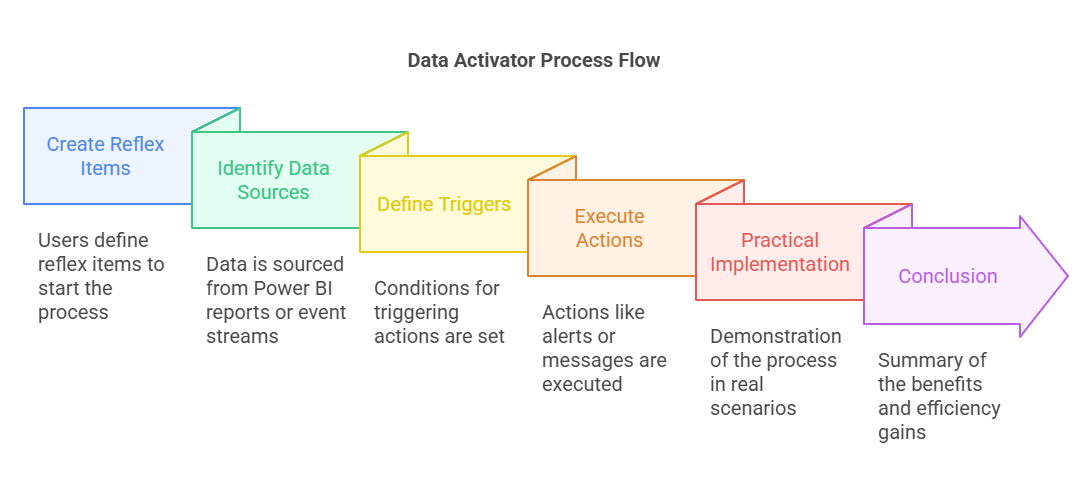 Data Activator Process Flow
Create Reflex
Items
Users define
reflex items to
start the
process
Identify Data
Sources
Data is sourced
from Power BI
reports or event
streams
Define Triggers
Conditions for
triggering
actions are set
Execute
Actions
Actions like
alerts or
messages are
executed
Practical
Implementation
Demonstration
of the process
in real
scenarios
Conclusion
Summary of
the benefits
and efficiency
gains